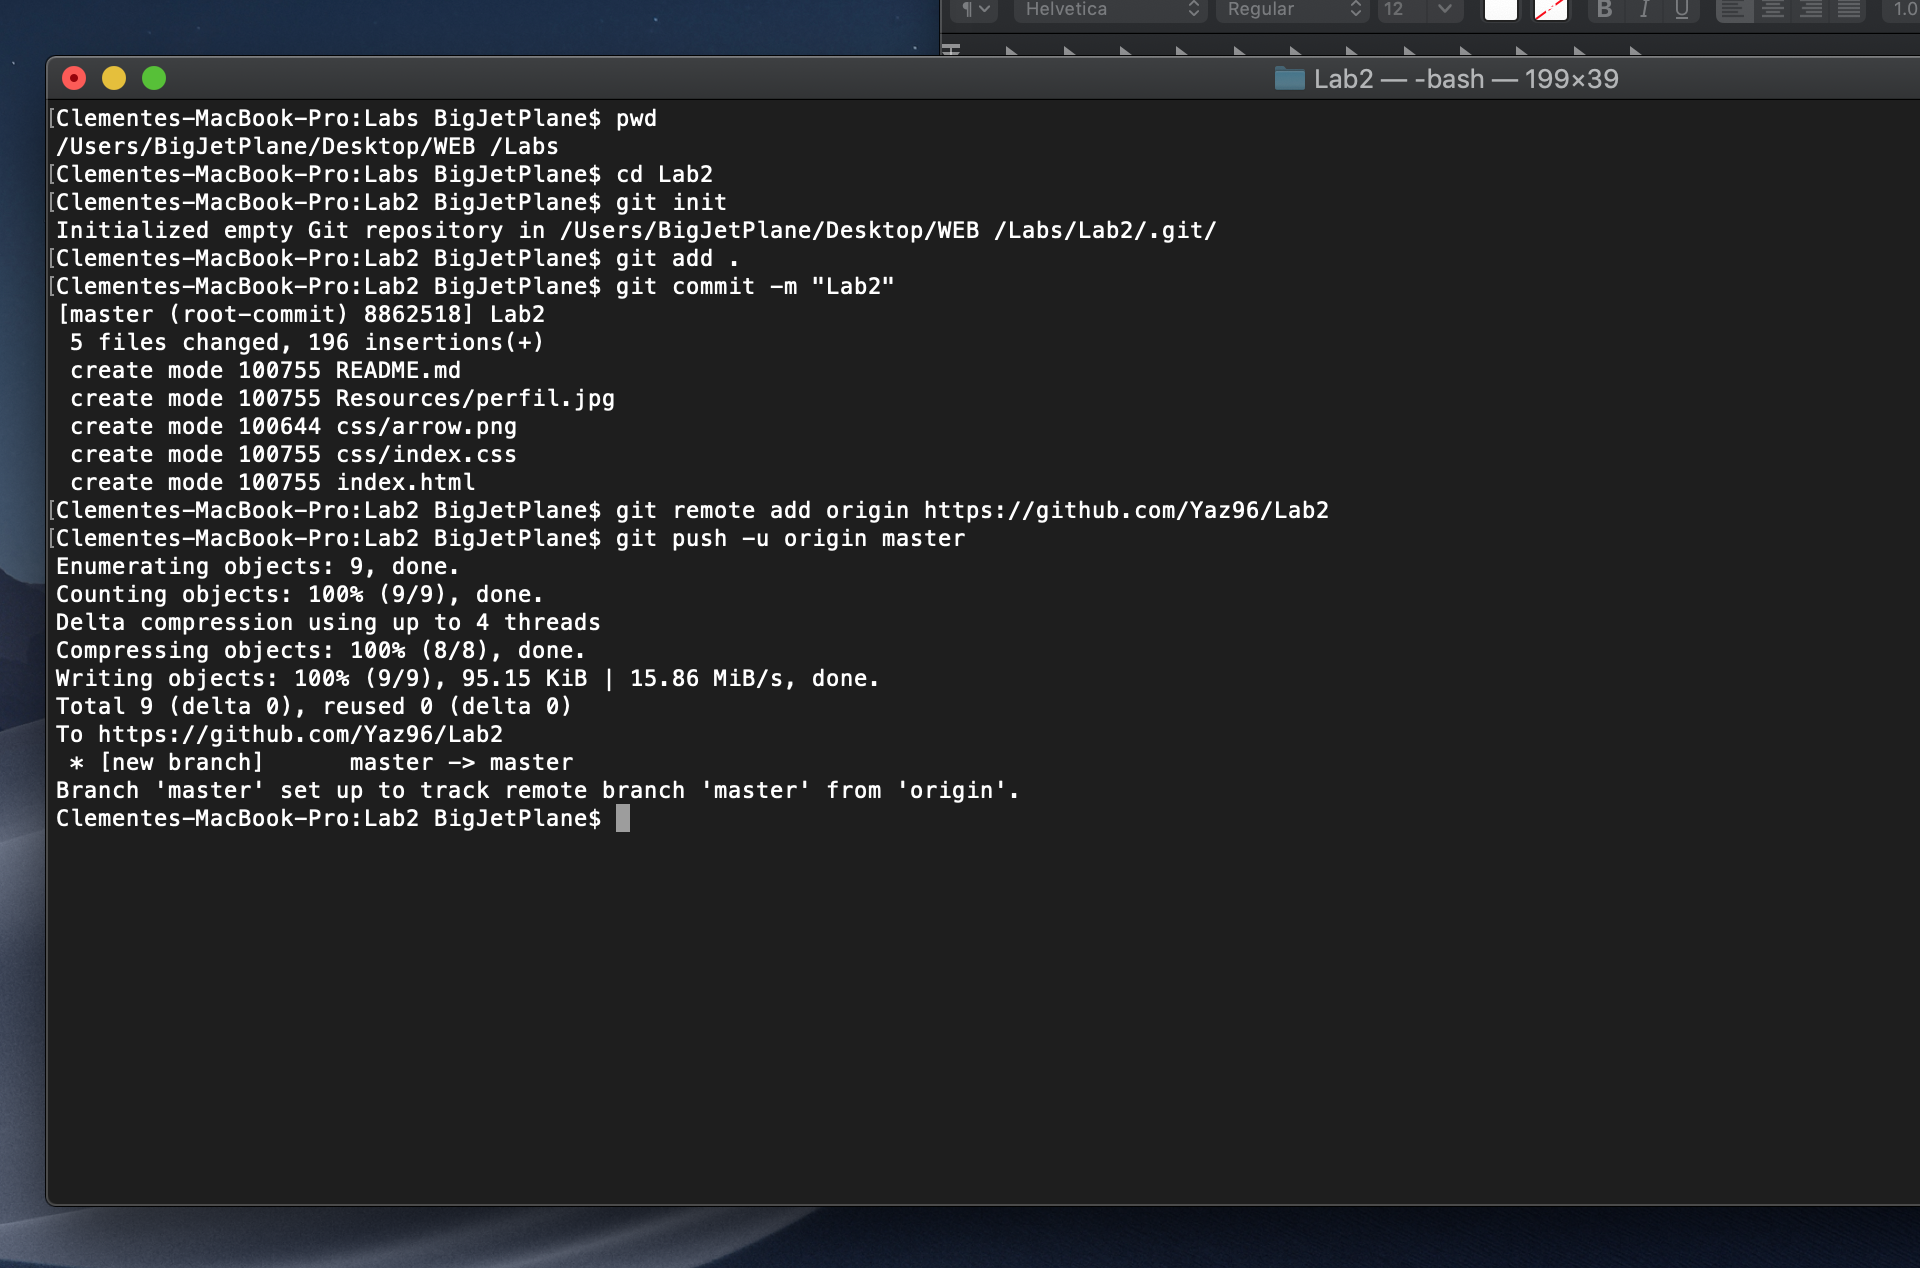 Helvetica
Regular
12
B I U
1.0
Lab2 — -bash — 199×39
[Clementes-MacBook-Pro:Labs BigJetPlane$ pwd
/Users/BigJetPlane/Desktop/WEB /Labs
[Clementes-MacBook-Pro:Labs BigJetPlane$ cd Lab2
[Clementes-MacBook-Pro:Lab2 BigJetPlane$ git init
Initialized empty Git repository in /Users/BigJetPlane/Desktop/WEB /Labs/Lab2/.git/
[Clementes-MacBook-Pro:Lab2 BigJetPlane$ git add .
[Clementes-MacBook-Pro:Lab2 BigJetPlane$ git commit -m "Lab2"
[master (root-commit) 8862518] Lab2
 5 files changed, 196 insertions(+)
 create mode 100755 README.md
 create mode 100755 Resources/perfil.jpg
 create mode 100644 css/arrow.png
 create mode 100755 css/index.css
 create mode 100755 index.html
[Clementes-MacBook-Pro:Lab2 BigJetPlane$ git remote add origin https://github.com/Yaz96/Lab2
[Clementes-MacBook-Pro:Lab2 BigJetPlane$ git push -u origin master
Enumerating objects: 9, done.
Counting objects: 100% (9/9), done.
Delta compression using up to 4 threads
Compressing objects: 100% (8/8), done.
Writing objects: 100% (9/9), 95.15 KiB | 15.86 MiB/s, done.
Total 9 (delta 0), reused 0 (delta 0)
To https://github.com/Yaz96/Lab2
 * [new branch]      master -> master
Branch 'master' set up to track remote branch 'master' from 'origin'.
Clementes-MacBook-Pro:Lab2 BigJetPlane$